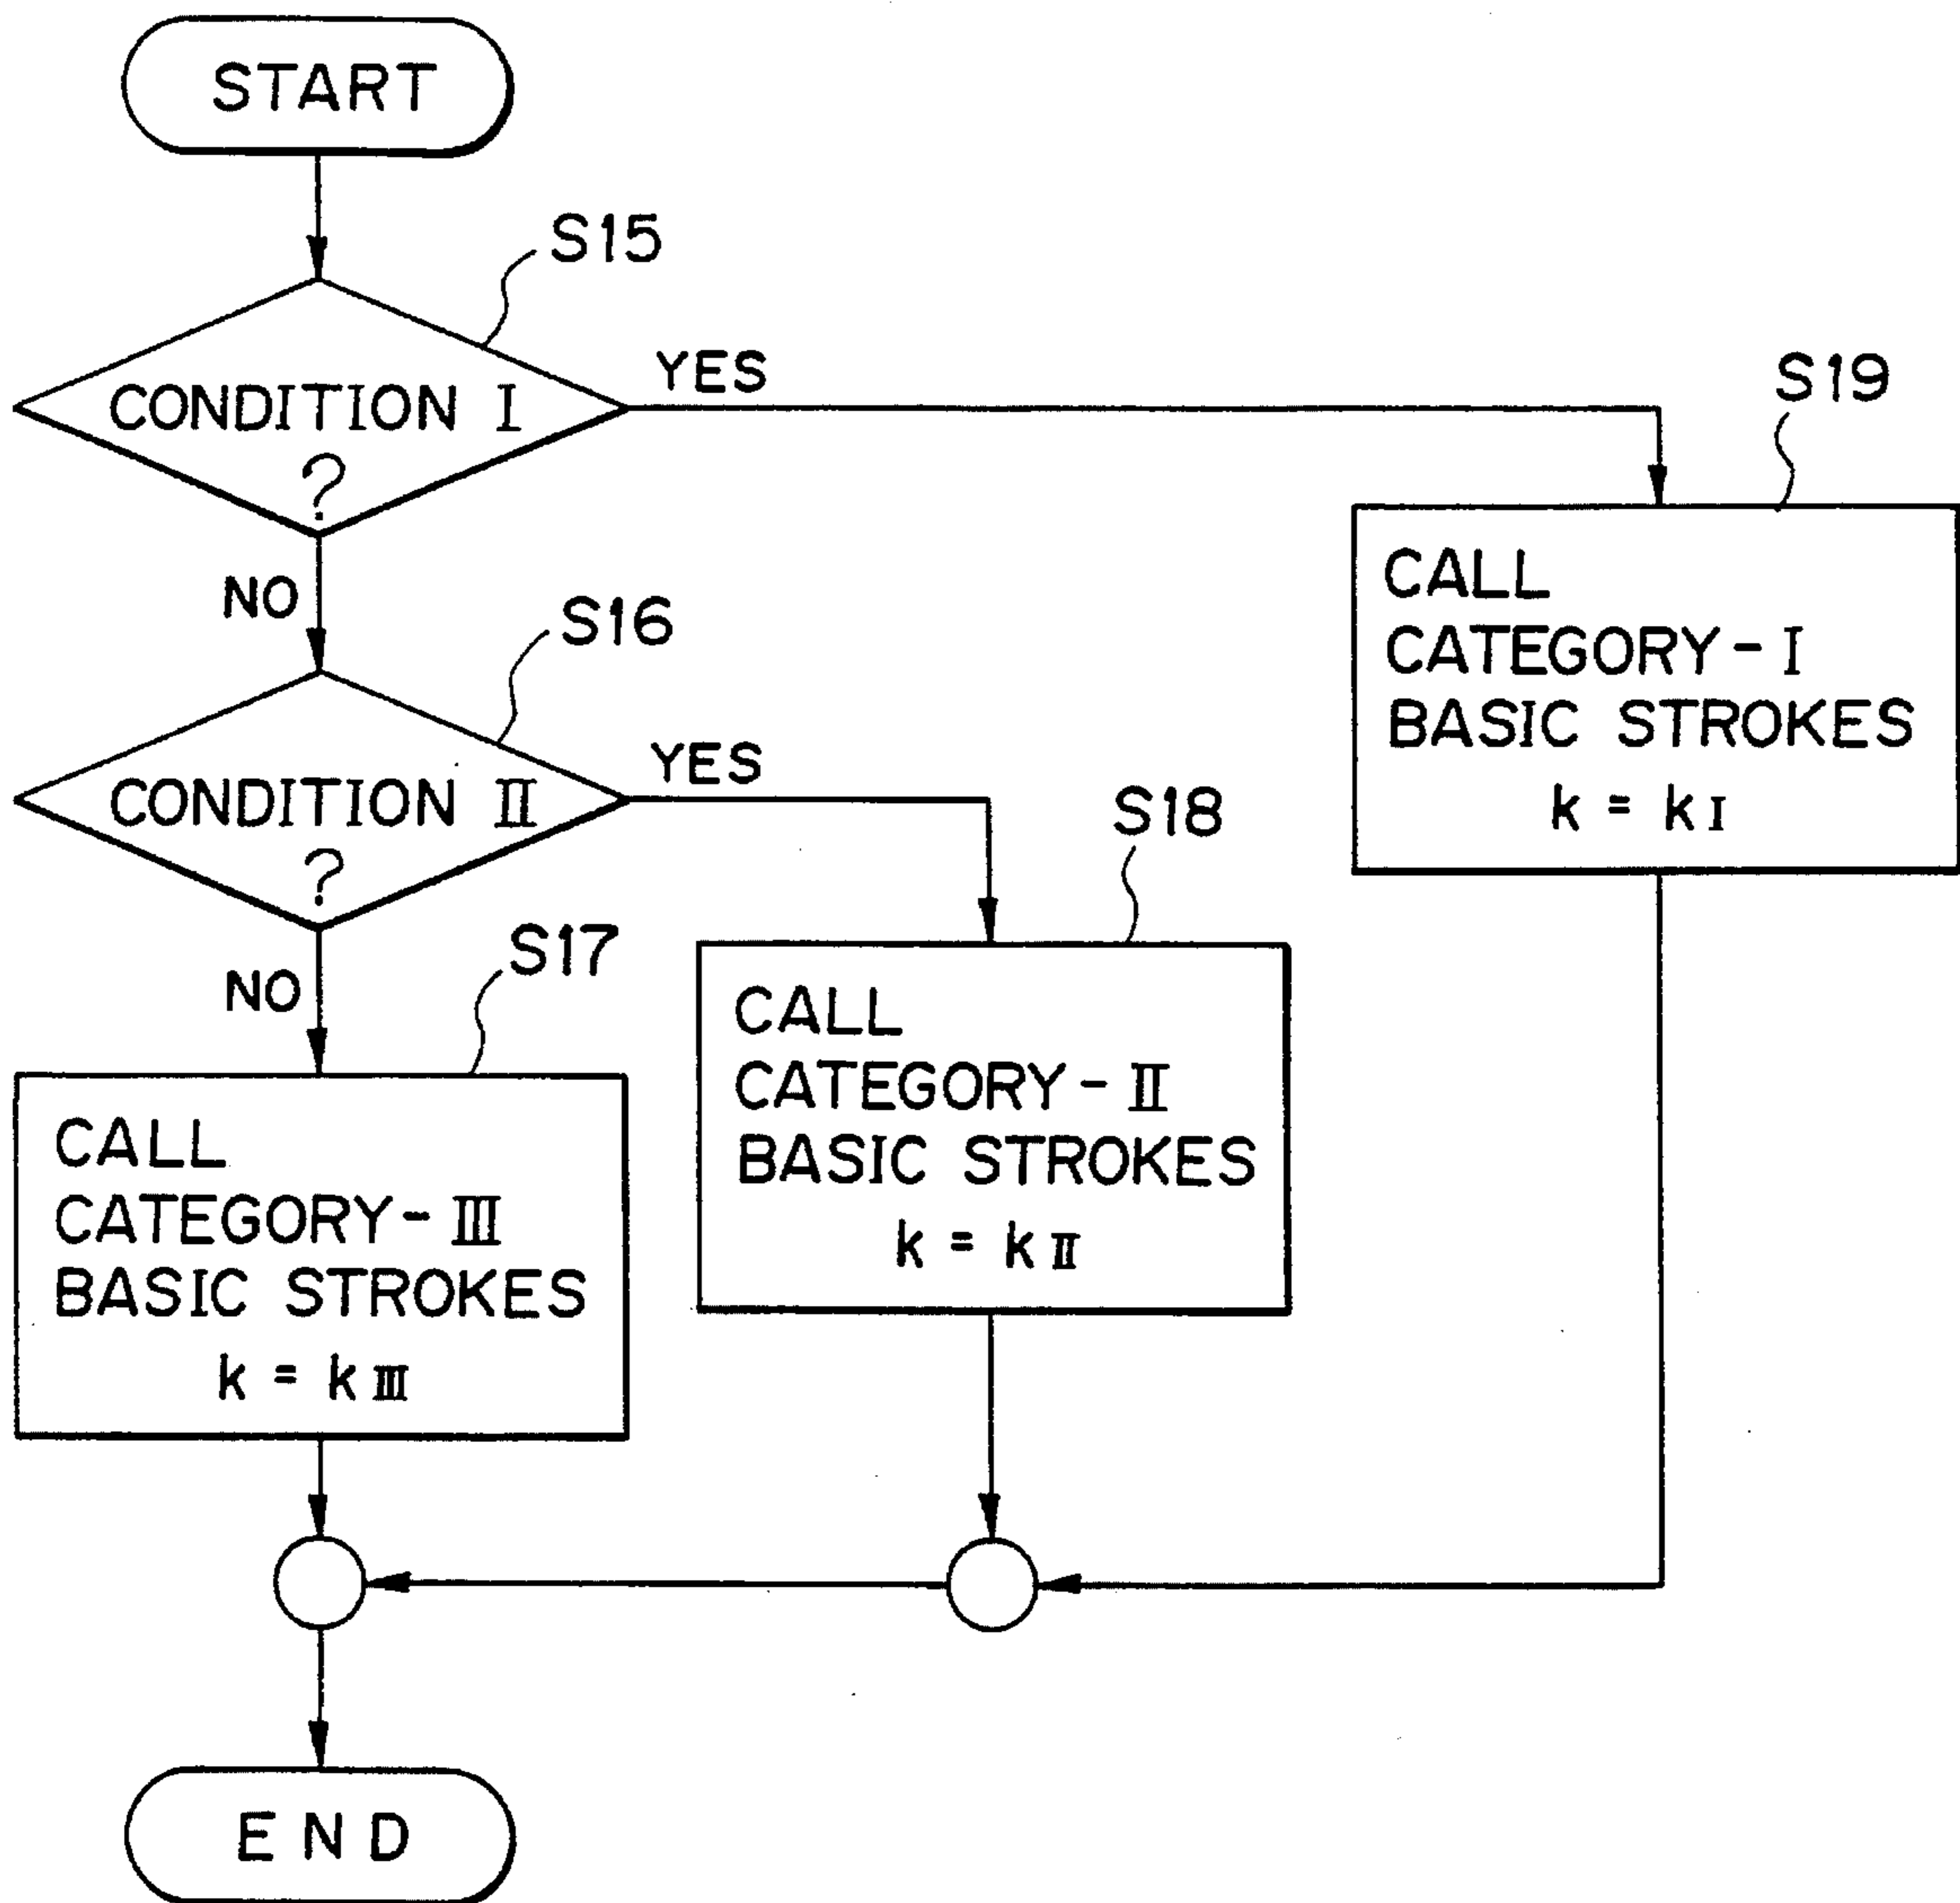 START
S15
CONDITION I
?
YES
NO
S19
CALL
CATEGORY-I
BASIC STROKES
k = kI
S16
CONDITION II
?
YES
NO
S18
CALL
CATEGORY-II
BASIC STROKES
k = kII
S17
CALL
CATEGORY-III
BASIC STROKES
k = kIII
END